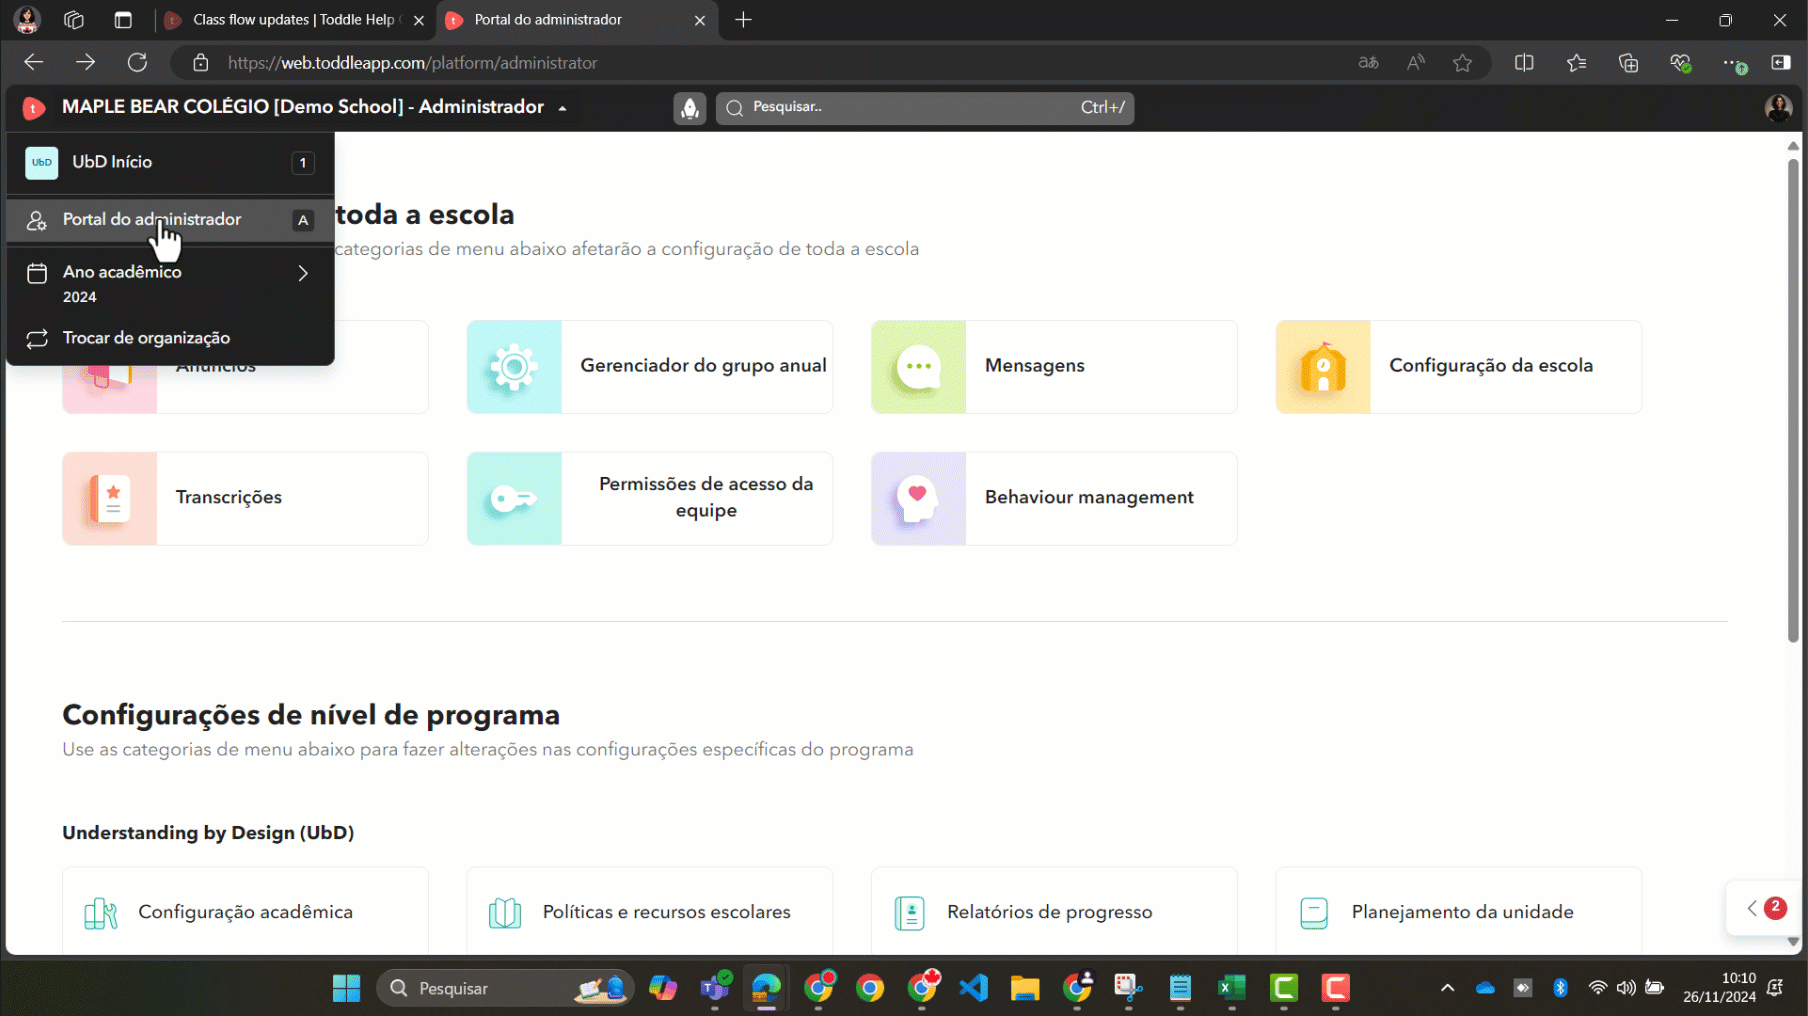 Class flow updates | Toddle Help
Portal do administrador
https://web.toddleapp.com/platform/administrator
MAPLE BEAR COLÉGIO [Demo School] - Administrador
Pesquisar..
Ctrl+/
UbD
UbD Início
1
Portal do administrador
A
Ano acadêmico
2024
Trocar de organização
toda a escola
categorias de menu abaixo afetarão a configuração de toda a escola
Anúncios
Gerenciador do grupo anual
Mensagens
Configuração da escola
Transcrições
Permissões de acesso da
equipe
Behaviour management
Configurações de nível de programa
Use as categorias de menu abaixo para fazer alterações nas configurações específicas do programa
Understanding by Design (UbD)
Configuração acadêmica
Políticas e recursos escolares
Relatórios de progresso
Planejamento da unidade
2
Pesquisar
10:10
26/11/2024